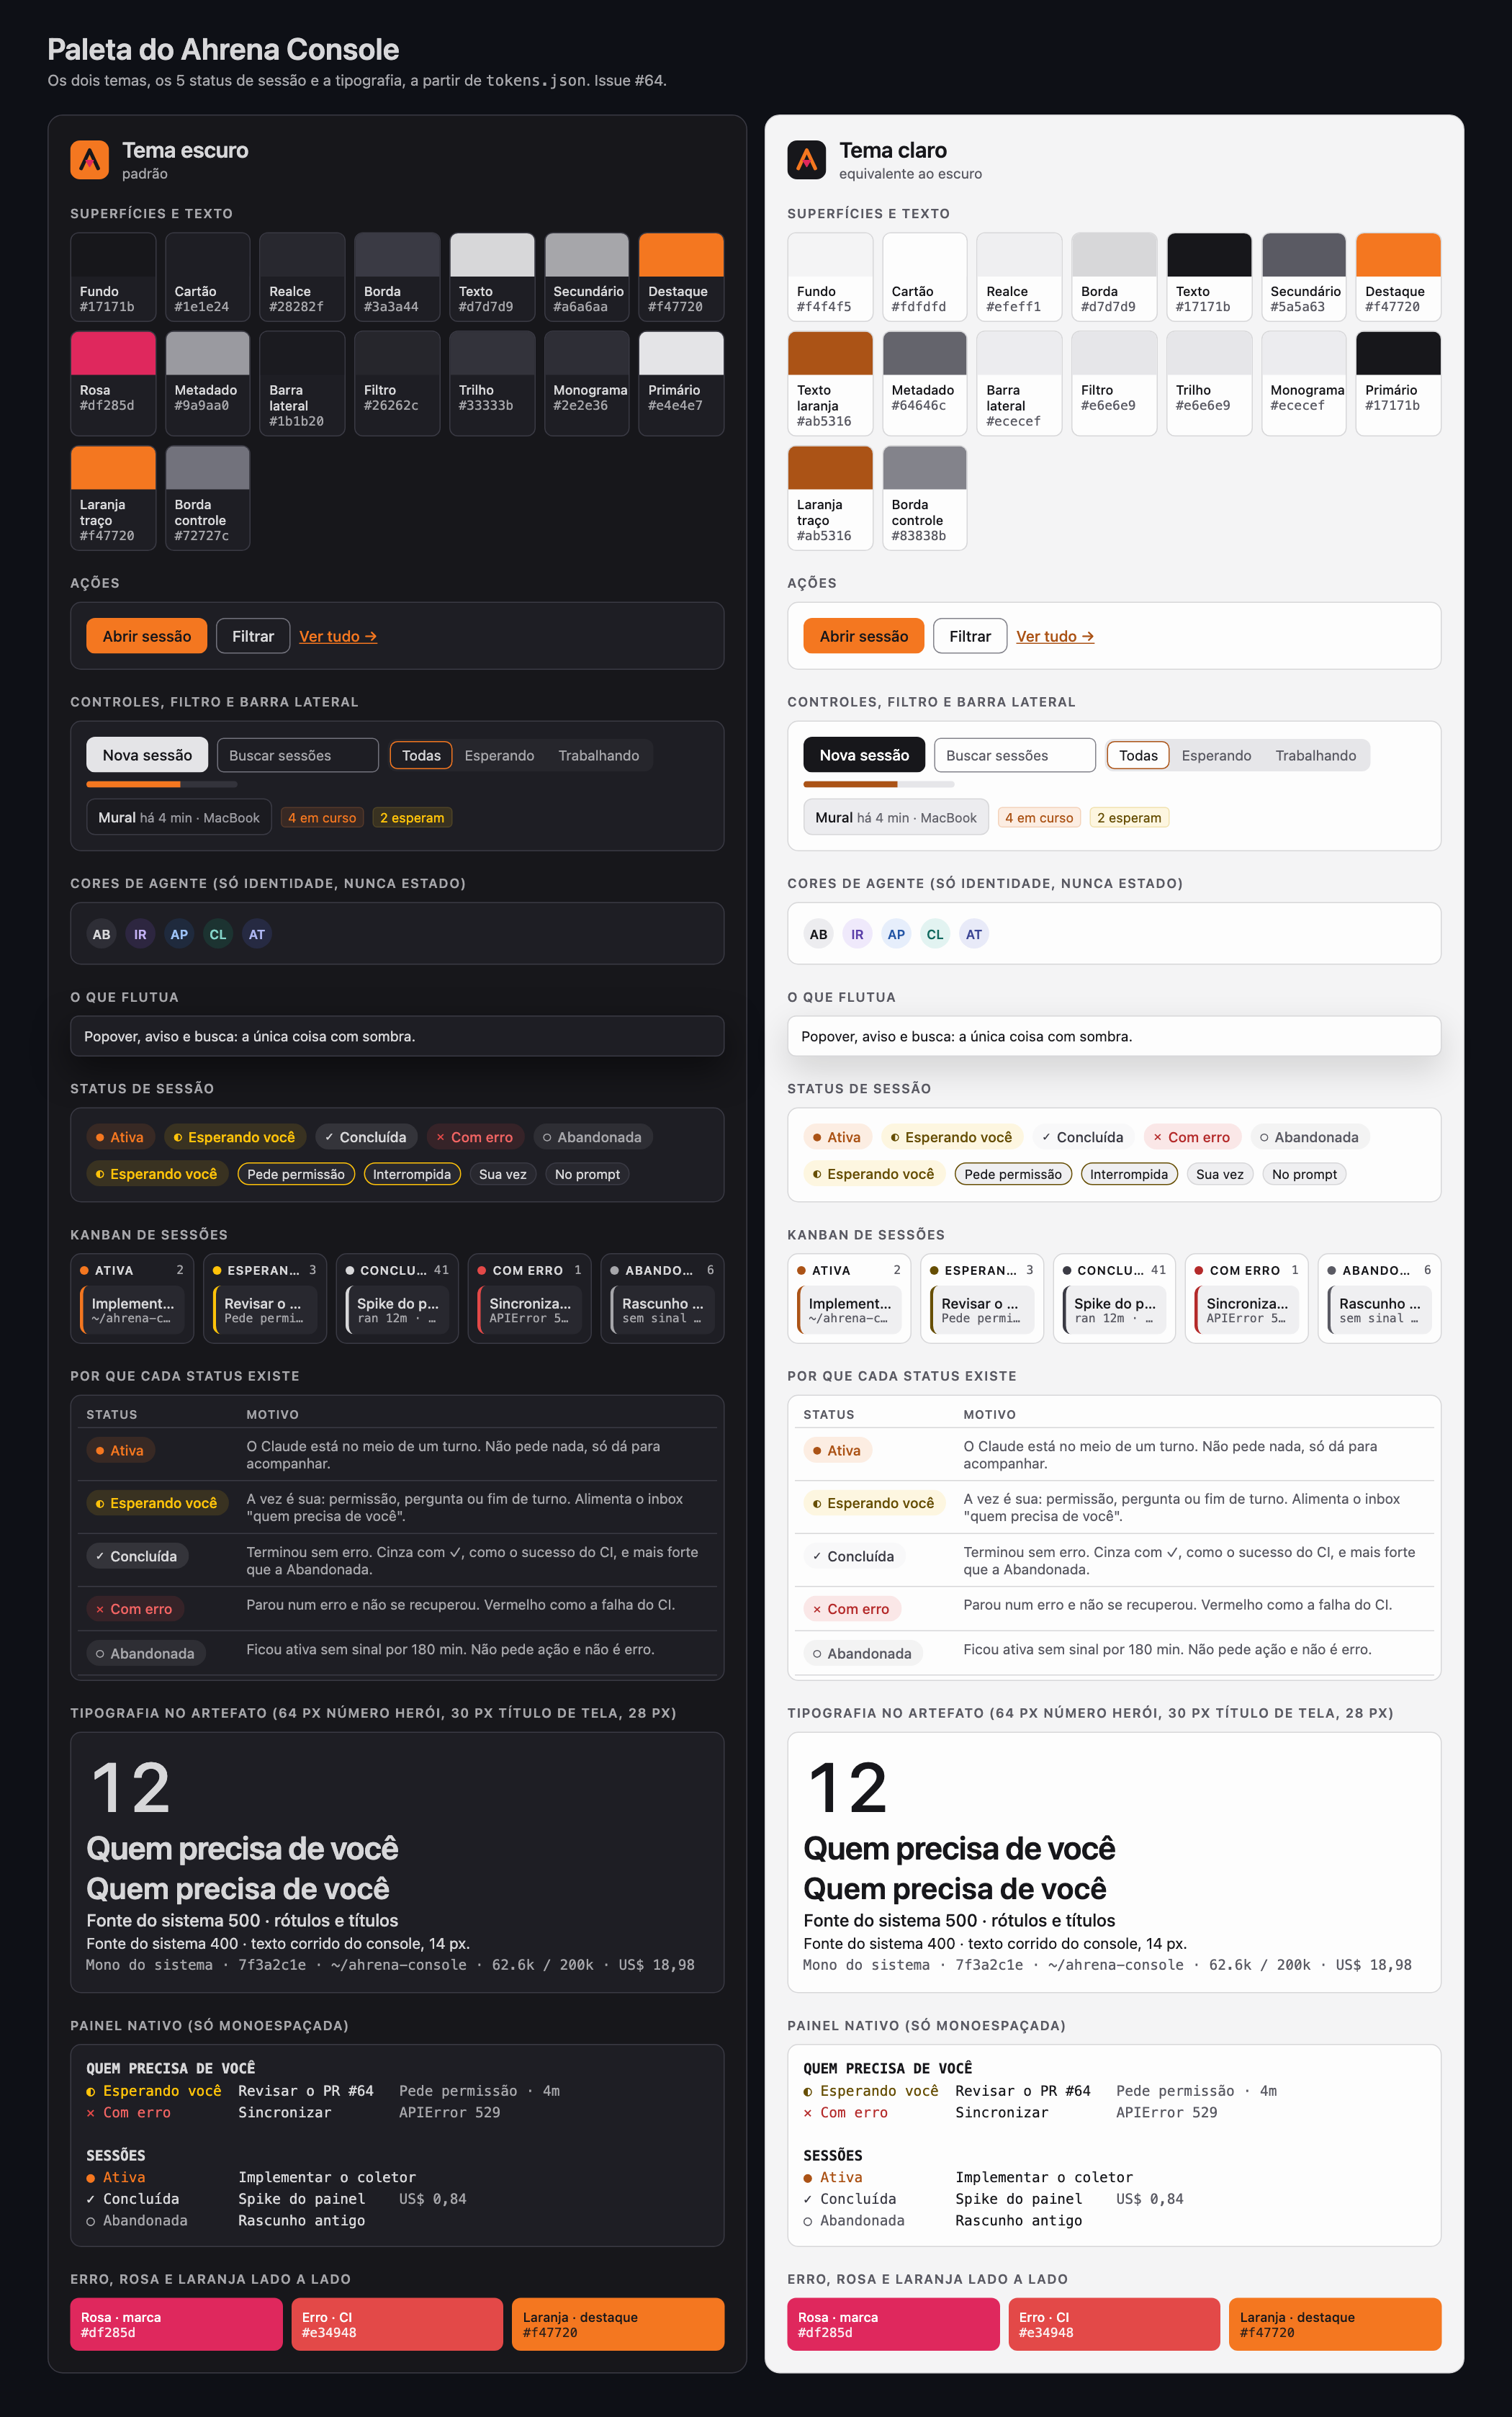 Paleta do Ahrena Console
Os dois temas, os 5 status de sessão e a tipografia, a partir de tokens.json. Issue #64.
Tema escuro
padrão
SUPERFÍCIES E TEXTO
Fundo
#17171b
Cartão
#1e1e24
Realce
#28282f
Borda
#3a3a44
Texto
#d7d7d9
Secundário
#a6a6aa
Destaque
#f47720
Rosa
#df285d
Metadado
#9a9aa0
Barra
lateral
#1b1b20
Filtro
#26262c
Trilho
#33333b
Monograma
#2e2e36
Primário
#e4e4e7
Laranja
traço
#f47720
Borda
controle
#72727c
AÇÕES
Abrir sessão
Filtrar
Ver tudo →
CONTROLES, FILTRO E BARRA LATERAL
Nova sessão
Buscar sessões
Todas
Esperando
Trabalhando
Mural há 4 min · MacBook
4 em curso
2 esperam
CORES DE AGENTE (SÓ IDENTIDADE, NUNCA ESTADO)
AB
IR
AP
CL
AT
O QUE FLUTUA
Popover, aviso e busca: a única coisa com sombra.
STATUS DE SESSÃO
● Ativa
◐ Esperando você
✓ Concluída
× Com erro
○ Abandonada
◐ Esperando você
Pede permissão
Interrompida
Sua vez
No prompt
KANBAN DE SESSÕES
ATIVA 2
Implement…
~/ahrena-c…
ESPERAN… 3
Revisar o …
Pede permi…
CONCLU… 41
Spike do p…
ran 12m · …
COM ERRO 1
Sincroniza…
APIError 5…
ABANDO… 6
Rascunho …
sem sinal …
POR QUE CADA STATUS EXISTE
STATUS MOTIVO
● Ativa
O Claude está no meio de um turno. Não pede nada, só dá para
acompanhar.
◐ Esperando você
A vez é sua: permissão, pergunta ou fim de turno. Alimenta o inbox
"quem precisa de você".
✓ Concluída
Terminou sem erro. Cinza com ✓, como o sucesso do CI, e mais forte
que a Abandonada.
× Com erro
Parou num erro e não se recuperou. Vermelho como a falha do CI.
○ Abandonada
Ficou ativa sem sinal por 180 min. Não pede ação e não é erro.
TIPOGRAFIA NO ARTEFATO (64 PX NÚMERO HERÓI, 30 PX TÍTULO DE TELA, 28 PX)
12
Quem precisa de você
Quem precisa de você
Fonte do sistema 500 · rótulos e títulos
Fonte do sistema 400 · texto corrido do console, 14 px.
Mono do sistema · 7f3a2c1e · ~/ahrena-console · 62.6k / 200k · US$ 18,98
PAINEL NATIVO (SÓ MONOESPAÇADA)
QUEM PRECISA DE VOCÊ
◐ Esperando você Revisar o PR #64 Pede permissão · 4m
× Com erro Sincronizar APIError 529
SESSÕES
● Ativa Implementar o coletor
✓ Concluída Spike do painel US$ 0,84
○ Abandonada Rascunho antigo
ERRO, ROSA E LARANJA LADO A LADO
Rosa · marca
#df285d
Erro · CI
#e34948
Laranja · destaque
#f47720
Tema claro
equivalente ao escuro
SUPERFÍCIES E TEXTO
Fundo
#f4f4f5
Cartão
#fdfdfd
Realce
#efeff1
Borda
#d7d7d9
Texto
#17171b
Secundário
#5a5a63
Destaque
#f47720
Texto
laranja
#ab5316
Metadado
#64646c
Barra
lateral
#ececef
Filtro
#e6e6e9
Trilho
#e6e6e9
Monograma
#ececef
Primário
#17171b
Laranja
traço
#ab5316
Borda
controle
#83838b
AÇÕES
Abrir sessão
Filtrar
Ver tudo →
CONTROLES, FILTRO E BARRA LATERAL
Nova sessão
Buscar sessões
Todas
Esperando
Trabalhando
Mural há 4 min · MacBook
4 em curso
2 esperam
CORES DE AGENTE (SÓ IDENTIDADE, NUNCA ESTADO)
AB
IR
AP
CL
AT
O QUE FLUTUA
Popover, aviso e busca: a única coisa com sombra.
STATUS DE SESSÃO
● Ativa
◐ Esperando você
✓ Concluída
× Com erro
○ Abandonada
◐ Esperando você
Pede permissão
Interrompida
Sua vez
No prompt
KANBAN DE SESSÕES
ATIVA 2
Implement…
~/ahrena-c…
ESPERAN… 3
Revisar o …
Pede permi…
CONCLU… 41
Spike do p…
ran 12m · …
COM ERRO 1
Sincroniza…
APIError 5…
ABANDO… 6
Rascunho …
sem sinal …
POR QUE CADA STATUS EXISTE
STATUS MOTIVO
● Ativa
O Claude está no meio de um turno. Não pede nada, só dá para
acompanhar.
◐ Esperando você
A vez é sua: permissão, pergunta ou fim de turno. Alimenta o inbox
"quem precisa de você".
✓ Concluída
Terminou sem erro. Cinza com ✓, como o sucesso do CI, e mais forte
que a Abandonada.
× Com erro
Parou num erro e não se recuperou. Vermelho como a falha do CI.
○ Abandonada
Ficou ativa sem sinal por 180 min. Não pede ação e não é erro.
TIPOGRAFIA NO ARTEFATO (64 PX NÚMERO HERÓI, 30 PX TÍTULO DE TELA, 28 PX)
12
Quem precisa de você
Quem precisa de você
Fonte do sistema 500 · rótulos e títulos
Fonte do sistema 400 · texto corrido do console, 14 px.
Mono do sistema · 7f3a2c1e · ~/ahrena-console · 62.6k / 200k · US$ 18,98
PAINEL NATIVO (SÓ MONOESPAÇADA)
QUEM PRECISA DE VOCÊ
◐ Esperando você Revisar o PR #64 Pede permissão · 4m
× Com erro Sincronizar APIError 529
SESSÕES
● Ativa Implementar o coletor
✓ Concluída Spike do painel US$ 0,84
○ Abandonada Rascunho antigo
ERRO, ROSA E LARANJA LADO A LADO
Rosa · marca
#df285d
Erro · CI
#e34948
Laranja · destaque
#f47720